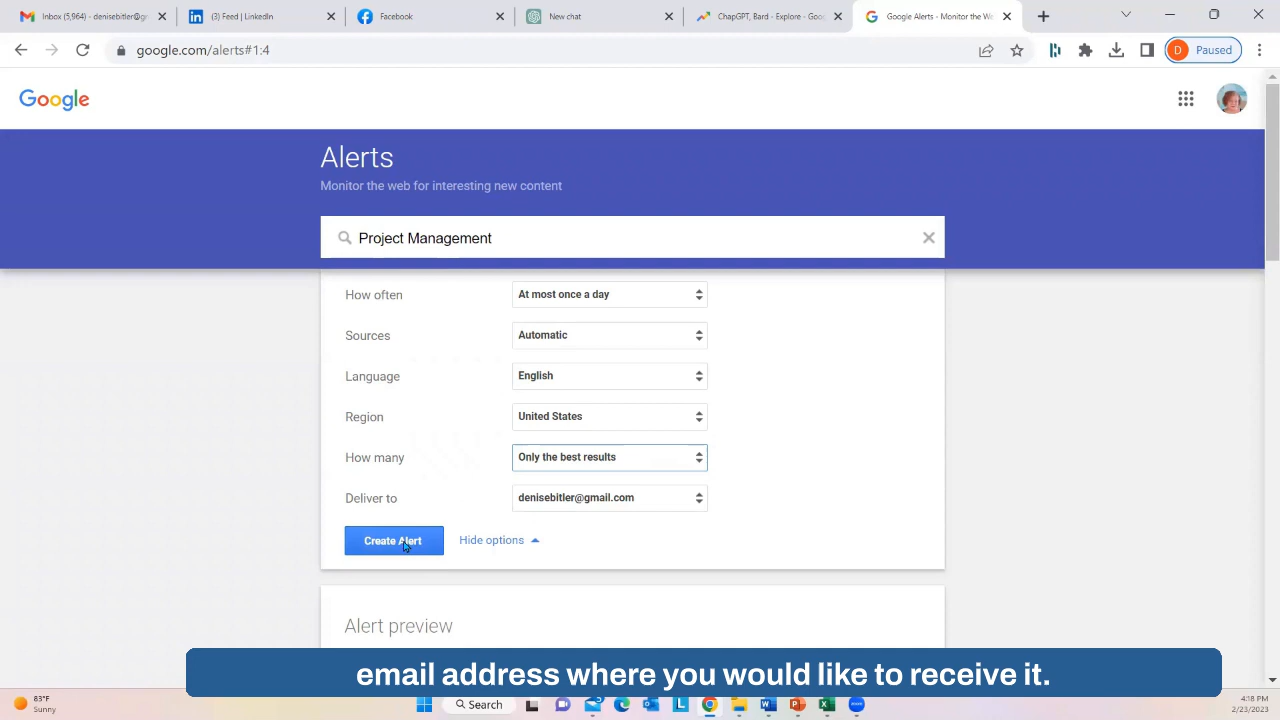 Inbox (5,964) - denisebitler@gr
(3) Feed | LinkedIn
Facebook
New chat
ChapGPT, Bard - Explore - Goo
Google Alerts - Monitor the We
google.com/alerts#1:4
D Paused
Google
Alerts
Monitor the web for interesting new content
Project Management
How often At most once a day
Sources Automatic
Language English
Region United States
How many Only the best results
Deliver to denisebitler@gmail.com
Create Alert Hide options
Alert preview
email address where you would like to receive it.
83°F
Sunny
Search
4:18 PM
2/23/2023